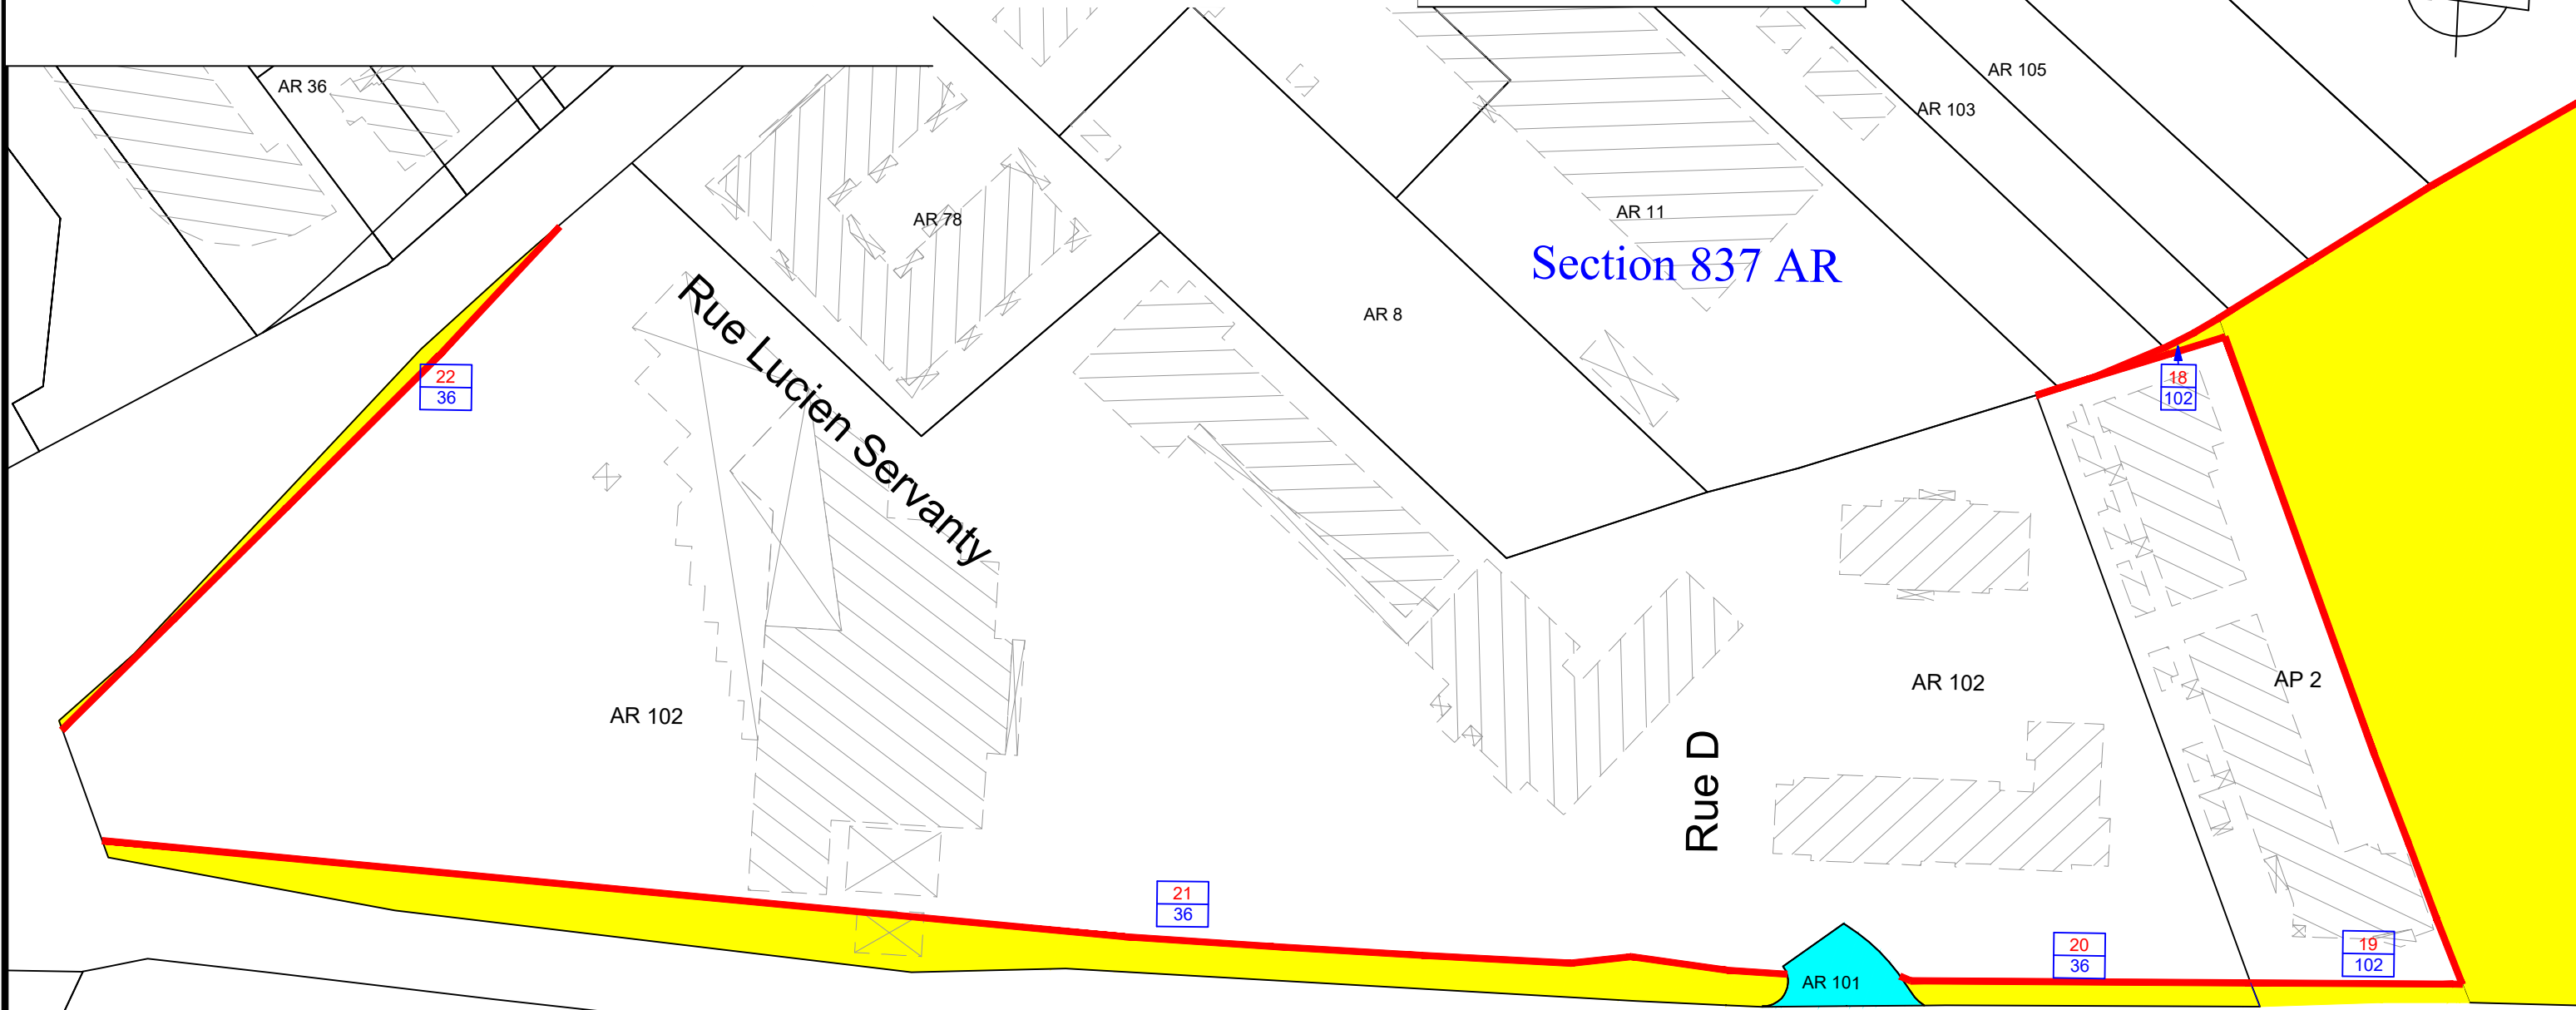 AR 36
AR 105
AR 103
AR 78
AR 11
Section 837 AR
AR 8
Rue Lucien Servanty
22
36
18
102
AR 102
AR 102
AP 2
Rue D
21
36
20
36
19
102
AR 101